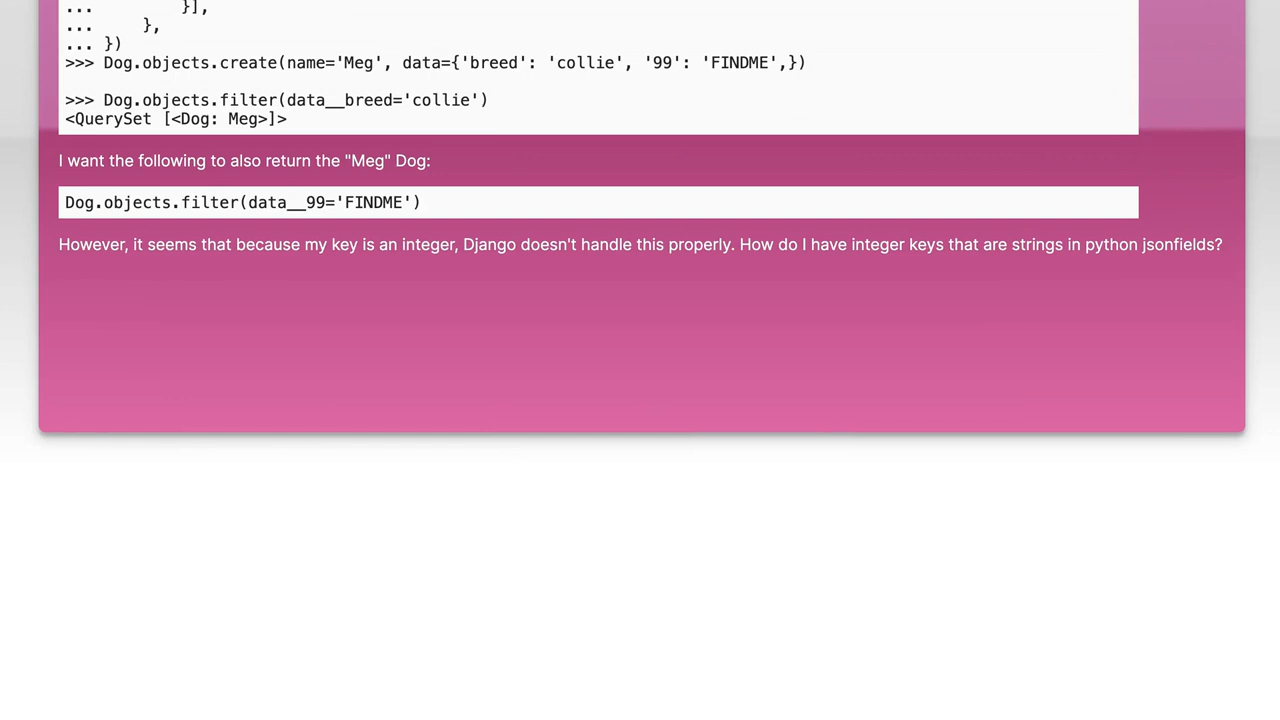 ... }],
... },
... })
>>> Dog.objects.create(name='Meg', data={'breed': 'collie', '99': 'FINDME',})
>>> Dog.objects.filter(data__breed='collie')
<QuerySet [<Dog: Meg>]>
I want the following to also return the "Meg" Dog:
Dog.objects.filter(data__99='FINDME')
However, it seems that because my key is an integer, Django doesn't handle this properly. How do I have integer keys that are strings in python jsonfields?